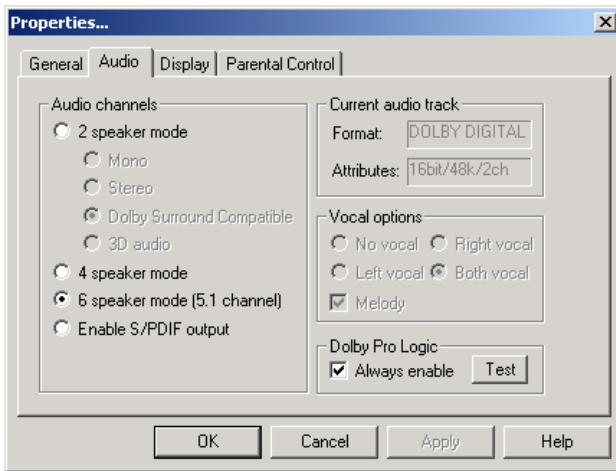 Properties...
General Audio Display Parental Control
Audio channels
2 speaker mode
Mono
Stereo
Dolby Surround Compatible
3D audio
4 speaker mode
6 speaker mode (5.1 channel)
Enable S/PDIF output
Current audio track
Format: DOLBY DIGITAL
Attributes: 16bit/48k/2ch
Vocal options
No vocal Right vocal
Left vocal Both vocal
Melody
Dolby Pro Logic
Always enable Test
OK Cancel Apply Help